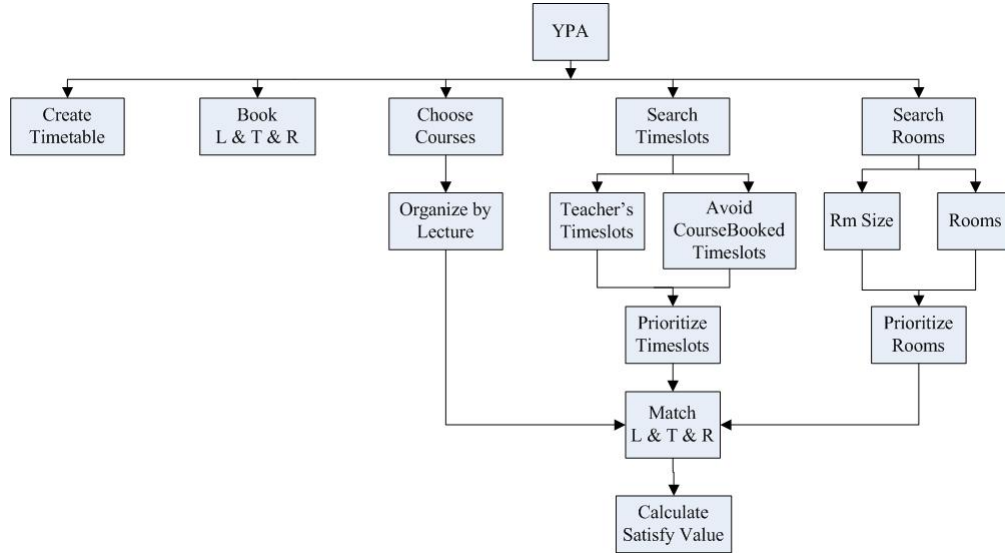 YPA
Create
Timetable
Book
L & T & R
Choose
Courses
Search
Timeslots
Search
Rooms
Organize by
Lecture
Teacher's
Timeslots
Avoid
CourseBooked
Timeslots
Rm Size
Rooms
Prioritize
Timeslots
Prioritize
Rooms
Match
L & T & R
Calculate
Satisfy Value